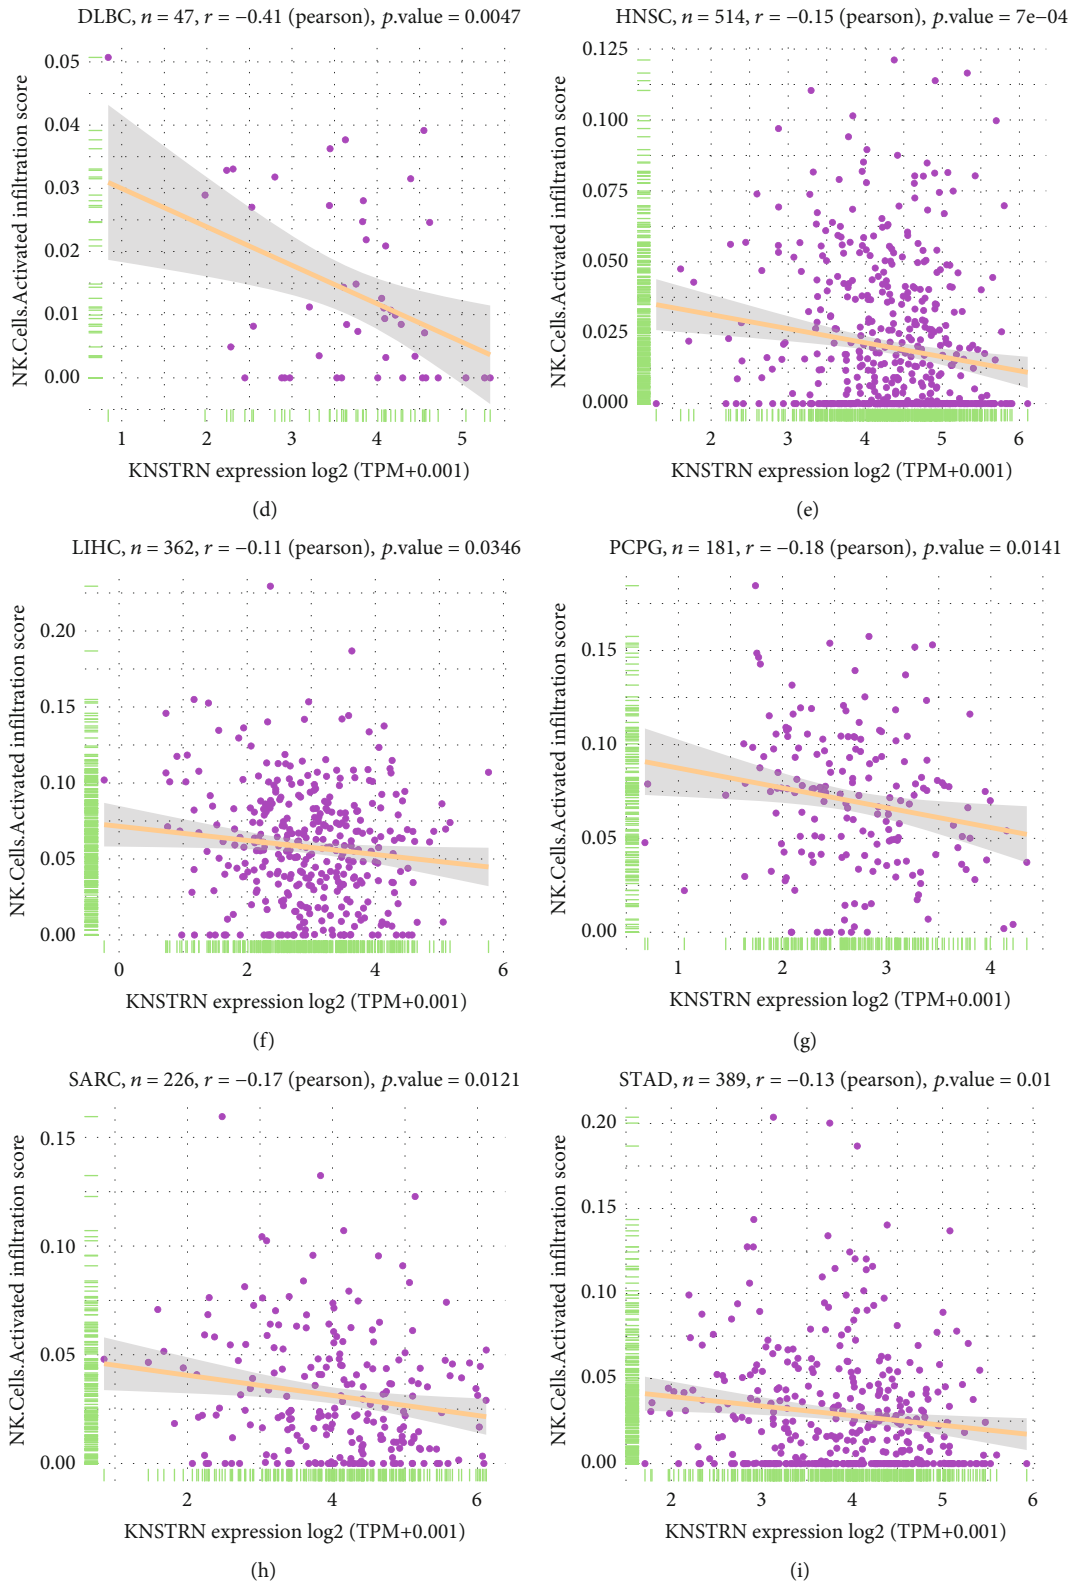 DLBC, n = 47, r = −0.41 (pearson), p.value = 0.0047
NK.Cells.Activated infiltration score
0.05
0.04
0.03
0.02
0.01
0.00
1 2 3 4 5
KNSTRN expression log2 (TPM+0.001)
(d)
HNSC, n = 514, r = −0.15 (pearson), p.value = 7e−04
NK.Cells.Activated infiltration score
0.125
0.100
0.075
0.050
0.025
0.000
2 3 4 5 6
KNSTRN expression log2 (TPM+0.001)
(e)
LIHC, n = 362, r = −0.11 (pearson), p.value = 0.0346
NK.Cells.Activated infiltration score
0.20
0.15
0.10
0.05
0.00
0 2 4 6
KNSTRN expression log2 (TPM+0.001)
(f)
PCPG, n = 181, r = −0.18 (pearson), p.value = 0.0141
NK.Cells.Activated infiltration score
0.15
0.10
0.05
0.00
1 2 3 4
KNSTRN expression log2 (TPM+0.001)
(g)
SARC, n = 226, r = −0.17 (pearson), p.value = 0.0121
NK.Cells.Activated infiltration score
0.15
0.10
0.05
0.00
2 4 6
KNSTRN expression log2 (TPM+0.001)
(h)
STAD, n = 389, r = −0.13 (pearson), p.value = 0.01
NK.Cells.Activated infiltration score
0.20
0.15
0.10
0.05
0.00
2 3 4 5 6
KNSTRN expression log2 (TPM+0.001)
(i)